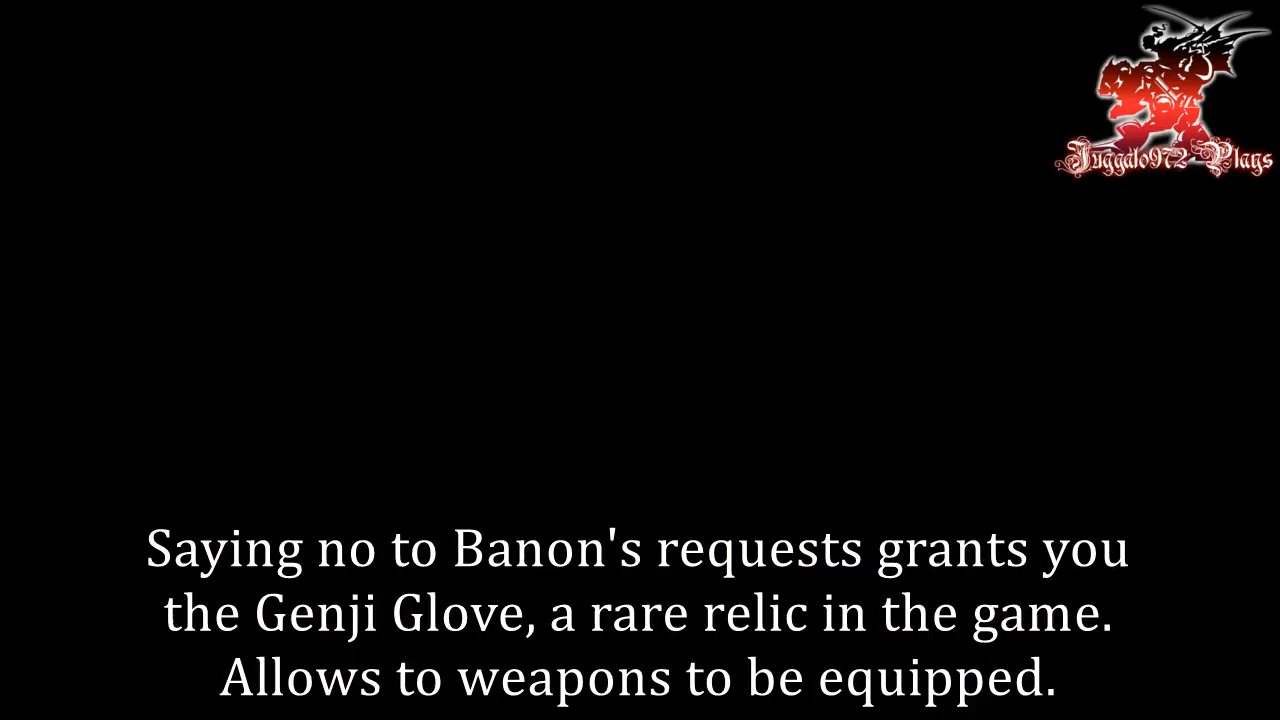 Juggalo972 Plays
Saying no to Banon's requests grants you
the Genji Glove, a rare relic in the game.
Allows to weapons to be equipped.